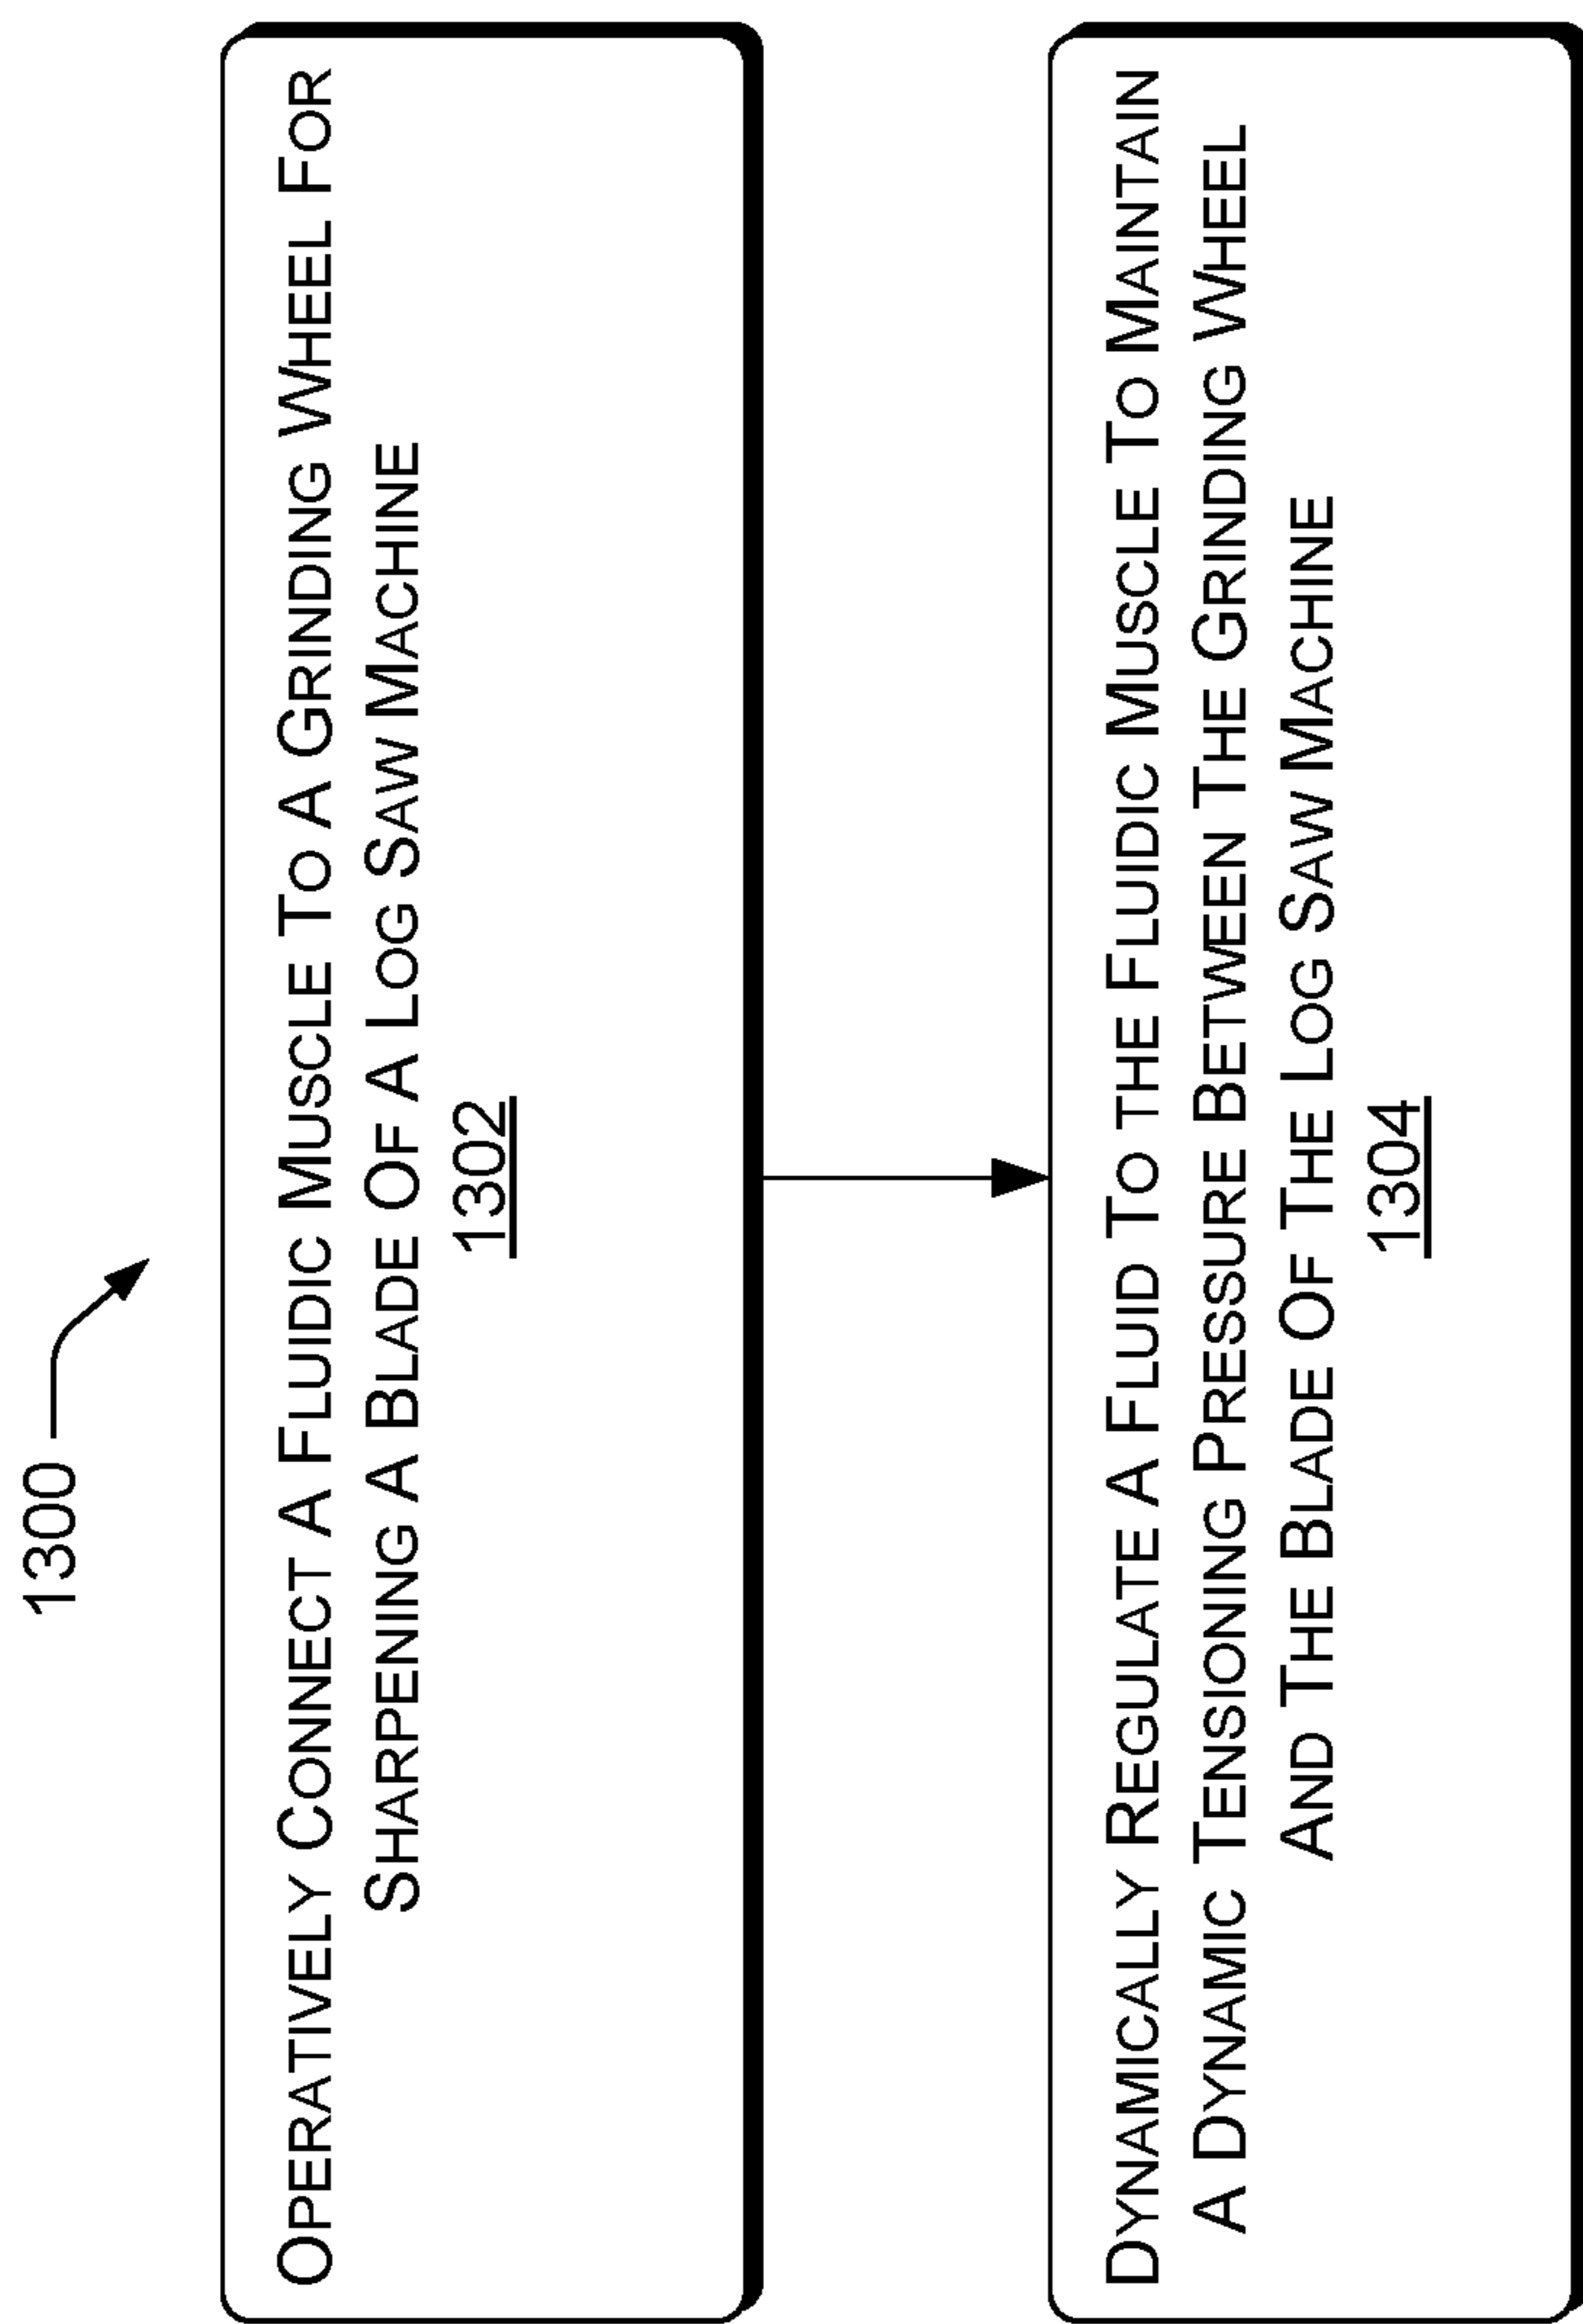 1300
OPERATIVELY CONNECT A FLUIDIC MUSCLE TO A GRINDING WHEEL FOR
SHARPENING A BLADE OF A LOG SAW MACHINE
1302
DYNAMICALLY REGULATE A FLUID TO THE FLUIDIC MUSCLE TO MAINTAIN
A DYNAMIC TENSIONING PRESSURE BETWEEN THE GRINDING WHEEL
AND THE BLADE OF THE LOG SAW MACHINE
1304